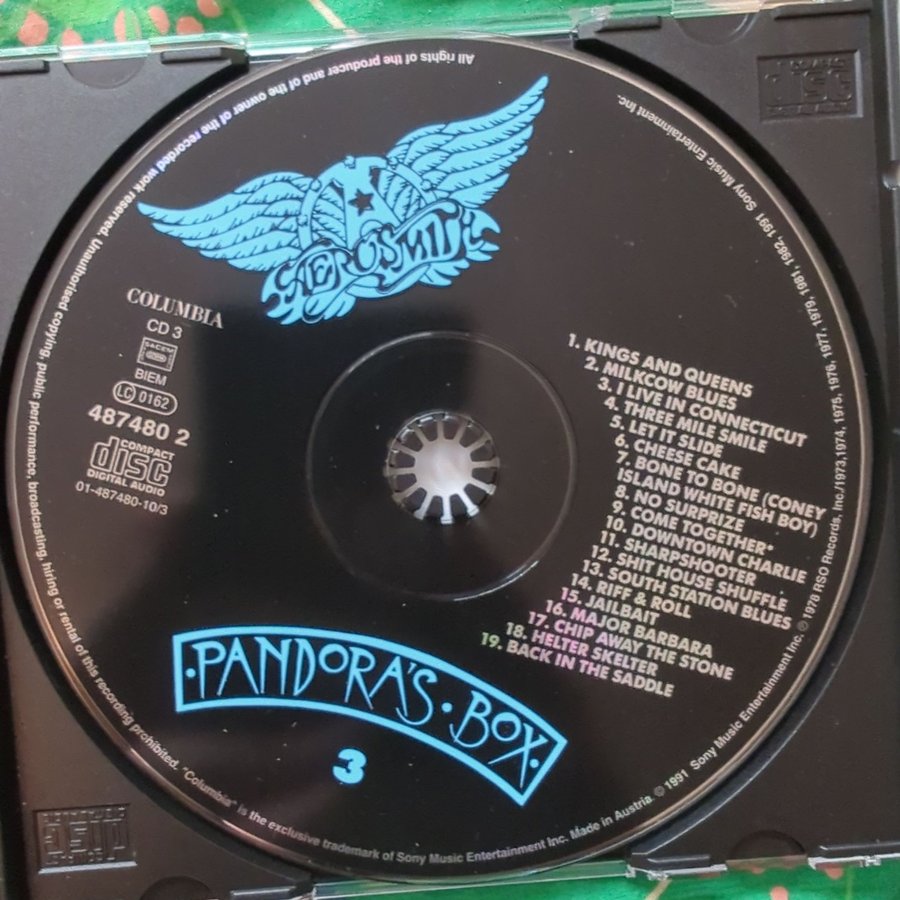 AEROSMITH
COLUMBIA
CD 3
SACEM
BIEM
LC 0162
487480 2
COMPACT
disc
DIGITAL AUDIO
01-487480-10/3
1. KINGS AND QUEENS
2. MILKCOW BLUES
3. I LIVE IN CONNECTICUT
4. THREE MILE SMILE
5. LET IT SLIDE
6. CHEESE CAKE
7. BONE TO BONE (CONEY
ISLAND WHITE FISH BOY)
8. NO SURPRIZE
9. COME TOGETHER*
10. DOWNTOWN CHARLIE
11. SHARPSHOOTER
12. SHIT HOUSE SHUFFLE
13. SOUTH STATION BLUES
14. RIFF & ROLL
15. JAILBAIT
16. MAJOR BARBARA
17. CHIP AWAY THE STONE
18. HELTER SKELTER
19. BACK IN THE SADDLE
·PANDORA'S·BOX·
3
All rights of the producer and of the owner of the recorded work reserved. Unauthorised copying, public performance, broadcasting, hiring or rental of this recording prohibited. "Columbia" is the exclusive trademark of Sony Music Entertainment Inc. Made in Austria. © 1991 Sony Music Entertainment Inc. ℗ 1978 RSO Records, Inc./1973,1974, 1975, 1976, 1977, 1979, 1981, 1982, 1991 Sony Music Entertainment Inc.
COMPACT
disc
COMPACT
disc